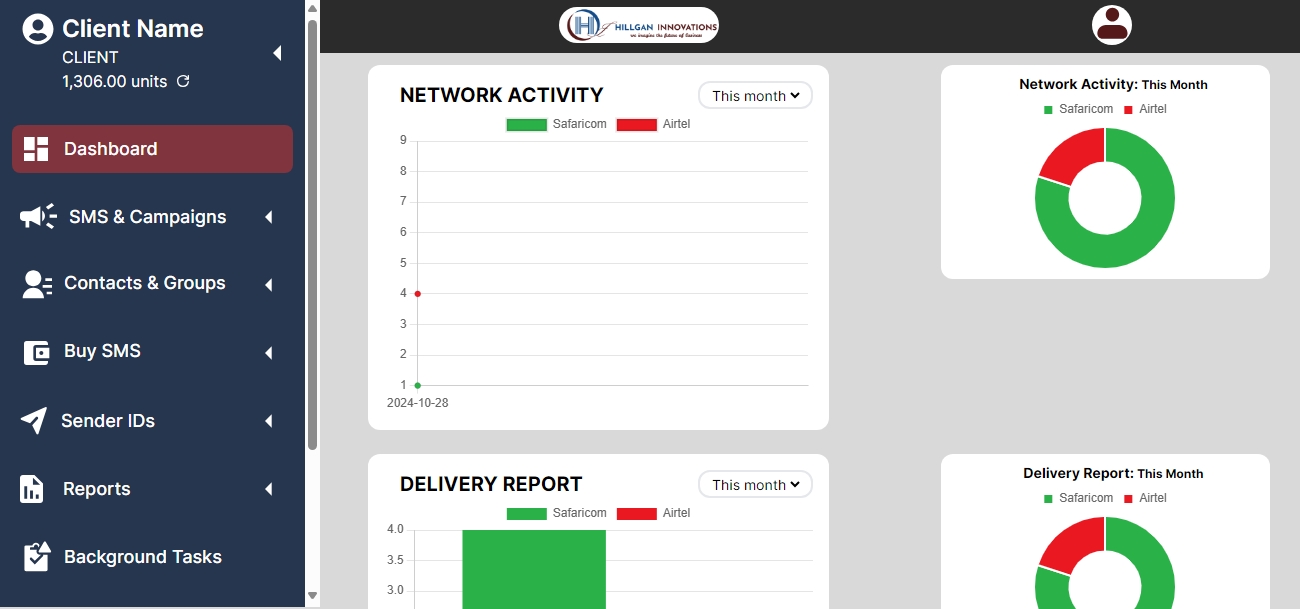 Client Name
CLIENT
1,306.00 units
Dashboard
SMS & Campaigns
Contacts & Groups
Buy SMS
Sender IDs
Reports
Background Tasks
HILLGAN INNOVATIONS
we imagine the future of business
NETWORK ACTIVITY
This month
Safaricom Airtel
9
8
7
6
5
4
3
2
1
2024-10-28
Network Activity: This Month
Safaricom Airtel
DELIVERY REPORT
This month
Safaricom Airtel
4.0
3.5
3.0
Delivery Report: This Month
Safaricom Airtel